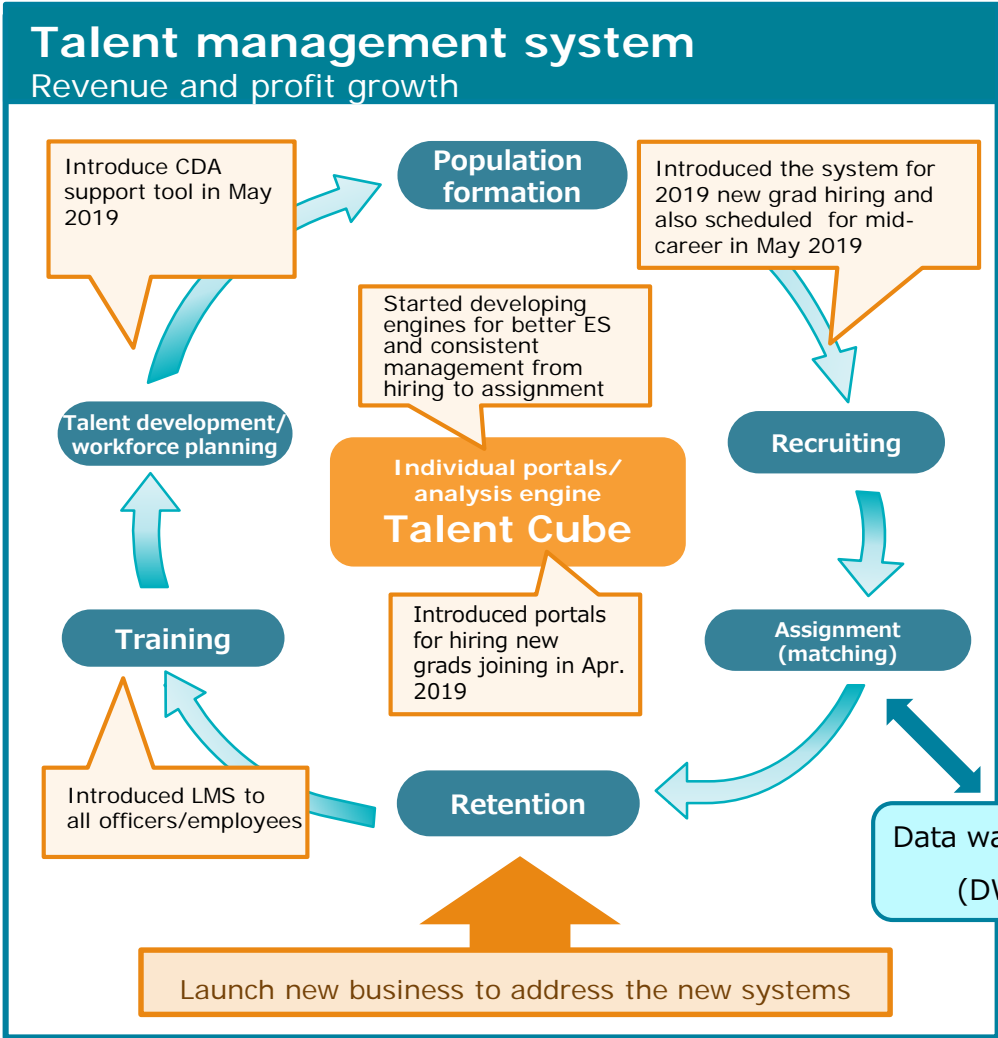 Talent management system
Revenue and profit growth
Introduce CDA
support tool in May
2019
Population
formation
Introduced the system for
2019 new grad hiring and
also scheduled for mid-
career in May 2019
Started developing
engines for better ES
and consistent
management from
hiring to assignment
Talent development/
workforce planning
Individual portals/
analysis engine
Talent Cube
Recruiting
Introduced portals
for hiring new
grads joining in Apr.
2019
Training
Assignment
(matching)
Introduced LMS to
all officers/employees
Retention
Data
Launch new business to address the new systems